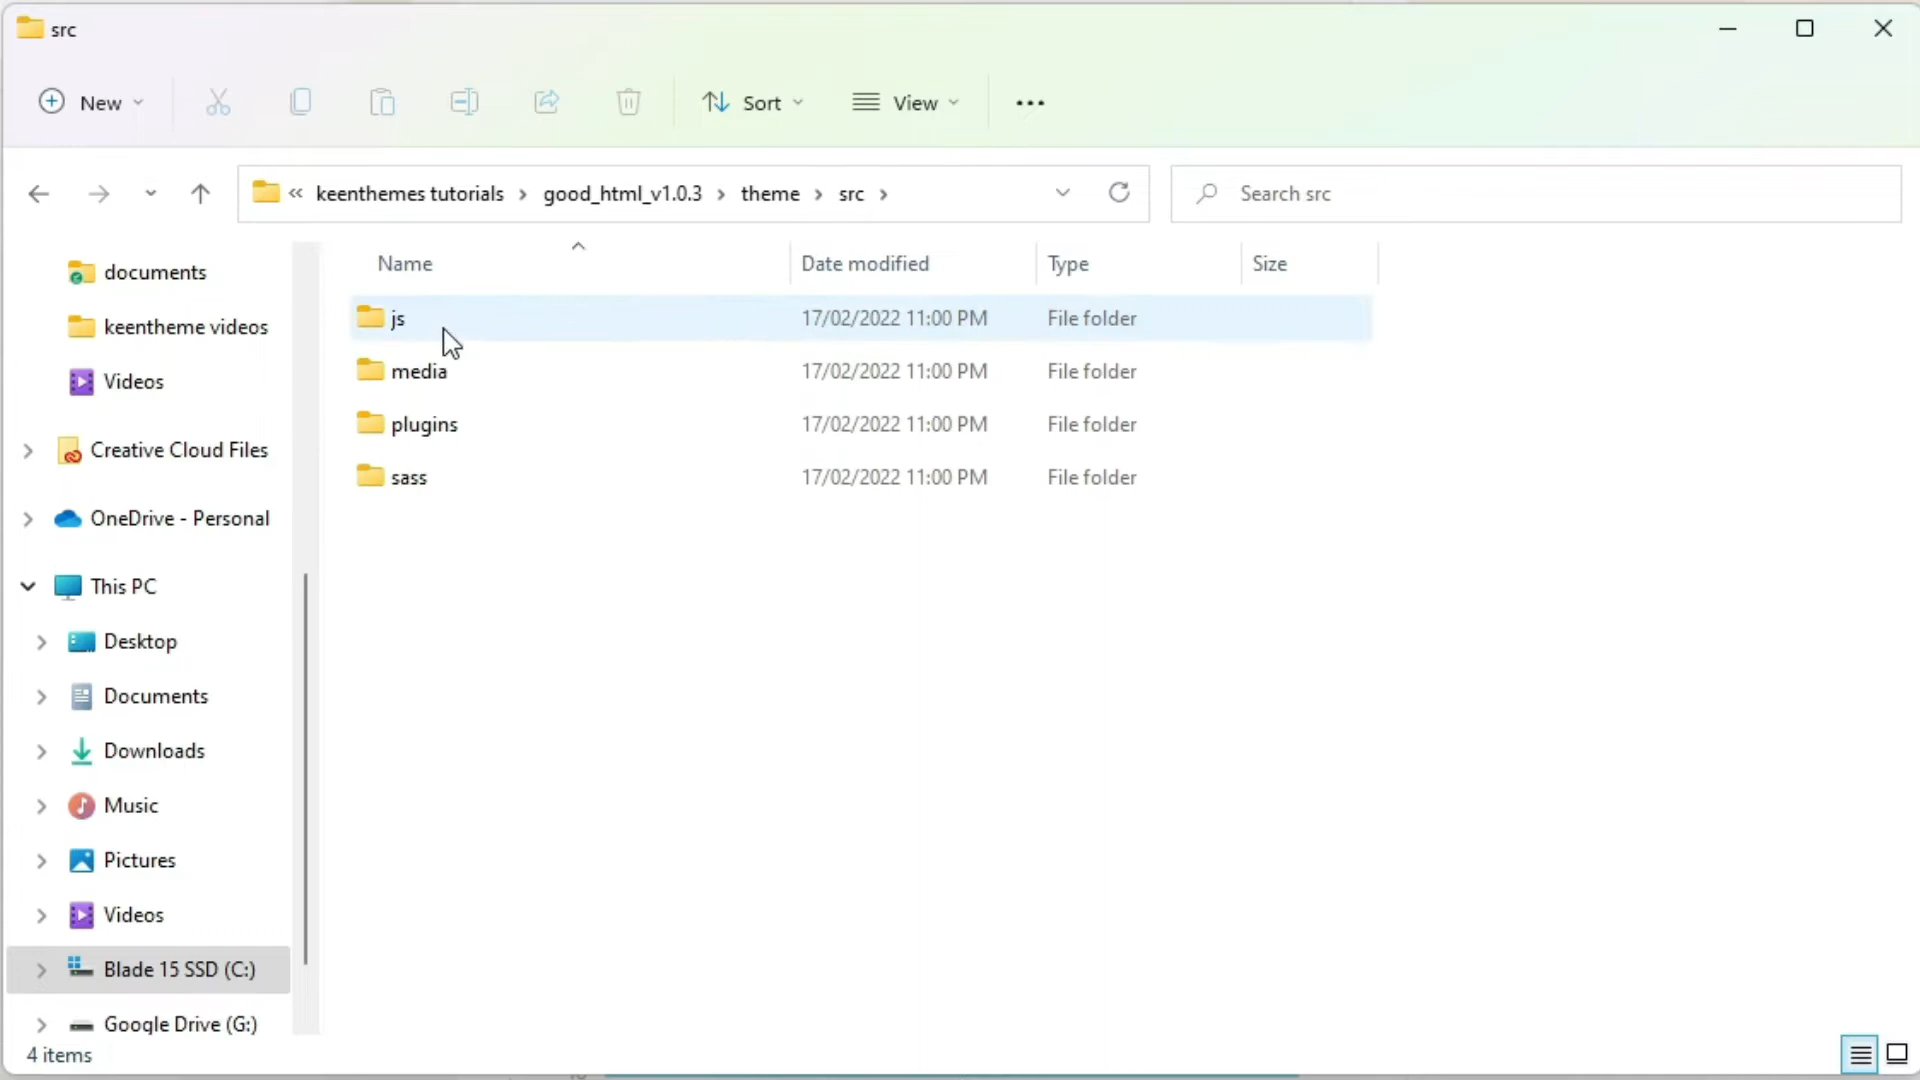 src
New
Sort
View
« keenthemes tutorials › good_html_v1.0.3 › theme › src ›
Search src
documents
keentheme videos
Videos
Creative Cloud Files
OneDrive - Personal
This PC
Desktop
Documents
Downloads
Music
Pictures
Videos
Blade 15 SSD (C:)
Google Drive (G:)
Name Date modified Type Size
js 17/02/2022 11:00 PM File folder
media 17/02/2022 11:00 PM File folder
plugins 17/02/2022 11:00 PM File folder
sass 17/02/2022 11:00 PM File folder
4 items